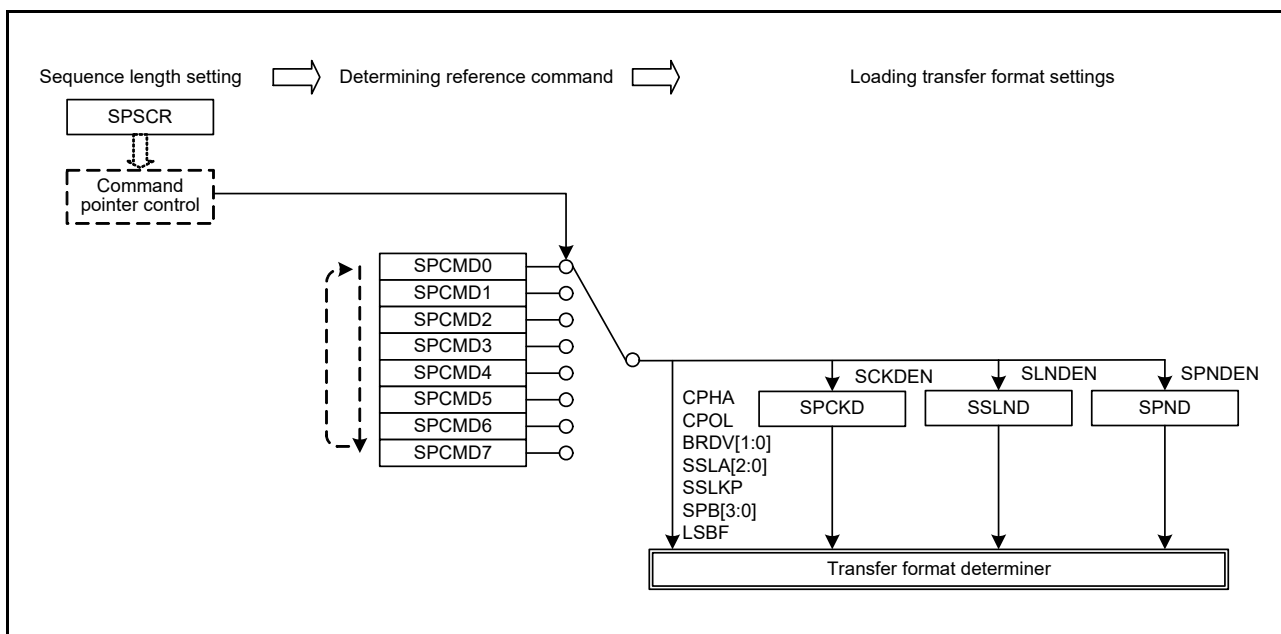 Sequence length setting
Determining reference command
Loading transfer format settings
SPSCR
Command
pointer control
SPCMD0
SPCMD1
SPCMD2
SPCMD3
SPCMD4
SPCMD5
SPCMD6
SPCMD7
CPHA
CPOL
BRDV[1:0]
SSLA[2:0]
SSLKP
SPB[3:0]
LSBF
SCKDEN
SPCKD
SLNDEN
SSLND
SPNDEN
SPND
Transfer format determiner